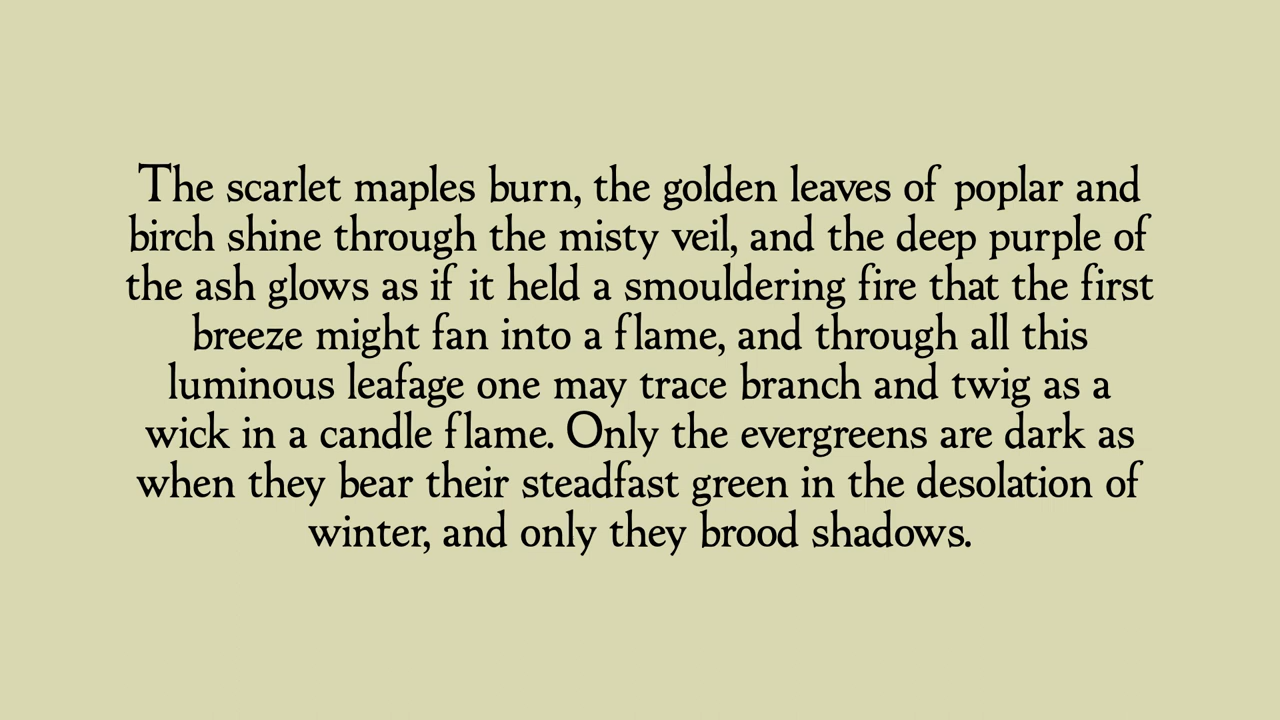 The scarlet maples burn, the golden leaves of poplar and
birch shine through the misty veil, and the deep purple of
the ash glows as if it held a smouldering fire that the first
breeze might fan into a flame, and through all this
luminous leafage one may trace branch and twig as a
wick in a candle flame. Only the evergreens are dark as
when they bear their steadfast green in the desolation of
winter, and only they brood shadows.